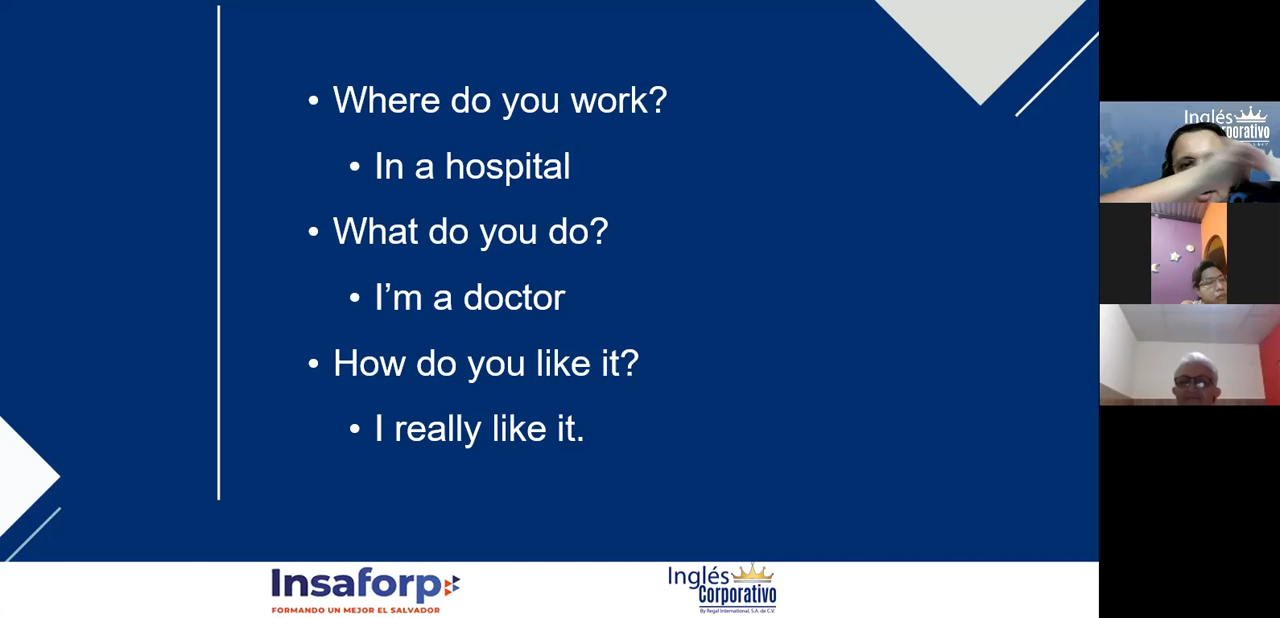 • Where do you work?
• In a hospital
• What do you do?
• I'm a doctor
• How do you like it?
• I really like it.
Insaforp
FORMANDO UN MEJOR EL SALVADOR
Inglés
Corporativo
By Regal International, S.A. de C.V.
Inglés
Corporativo